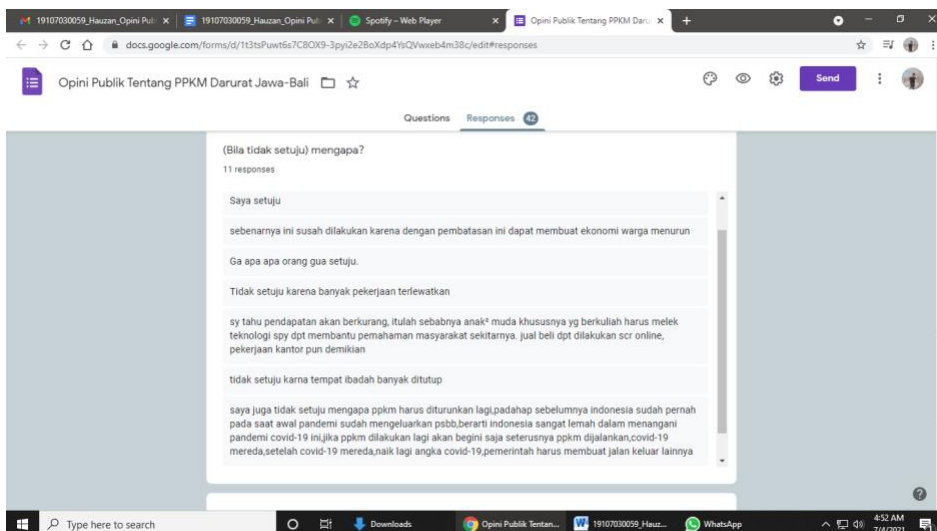 19107030059_Hauzan_Opini Pub
19107030059_Hauzan_Opini Pub
Spotify – Web Player
Opini Publik Tentang PPKM Daru
docs.google.com/forms/d/1t3tsPuwt6s7C8OX9-3pyi2e2BoXdp4YsQVwxeb4m38c/edit#responses
Opini Publik Tentang PPKM Darurat Jawa-Bali
Send
Questions Responses 42
(Bila tidak setuju) mengapa?
11 responses
Saya setuju
sebenarnya ini susah dilakukan karena dengan pembatasan ini dapat membuat ekonomi warga menurun
Ga apa apa orang gua setuju.
Tidak setuju karena banyak pekerjaan terlewatkan
sy tahu pendapatan akan berkurang, itulah sebabnya anak² muda khususnya yg berkuliah harus melek
teknologi spy dpt membantu pemahaman masyarakat sekitarnya. jual beli dpt dilakukan scr online,
pekerjaan kantor pun demikian
tidak setuju karna tempat ibadah banyak ditutup
saya juga tidak setuju mengapa ppkm harus diturunkan lagi,padahap sebelumnya indonesia sudah pernah
pada saat awal pandemi sudah mengeluarkan psbb,berarti indonesia sangat lemah dalam menangani
pandemi covid-19 ini,jika ppkm dilakukan lagi akan begini saja seterusnya ppkm dijalankan,covid-19
mereda,setelah covid-19 mereda,naik lagi angka covid-19,pemerintah harus membuat jalan keluar lainnya
Type here to search
Downloads
Opini Publik Tentan...
19107030059_Hauz...
WhatsApp
4:52 AM
7/4/2021